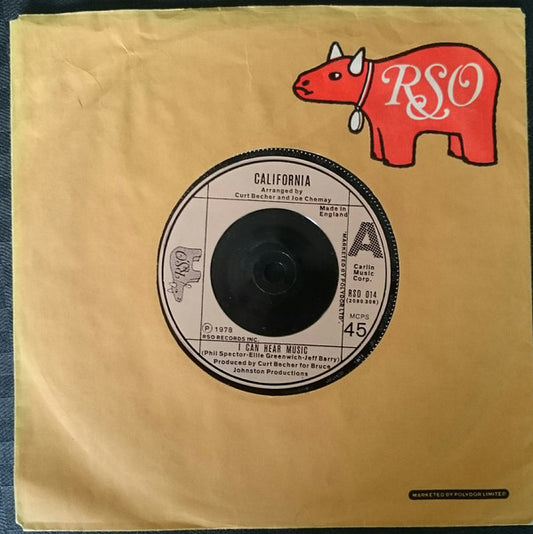 RSO
CALIFORNIA
Arranged by
Curt Becher and Joe Chemay
Made in
England
A
"MARKETED BY POLYDOR LTD."
Carlin
Music
Corp.
RSO
RSO 014
(2090 306)
MCPS
45
Ⓟ 1978
RSO RECORDS INC.
I CAN HEAR MUSIC
(Phil Spector-Ellie Greenwich-Jeff Barry)
Produced by Curt Becher for Bruce
Johnston Productions
MARKETED BY POLYDOR LIMITED